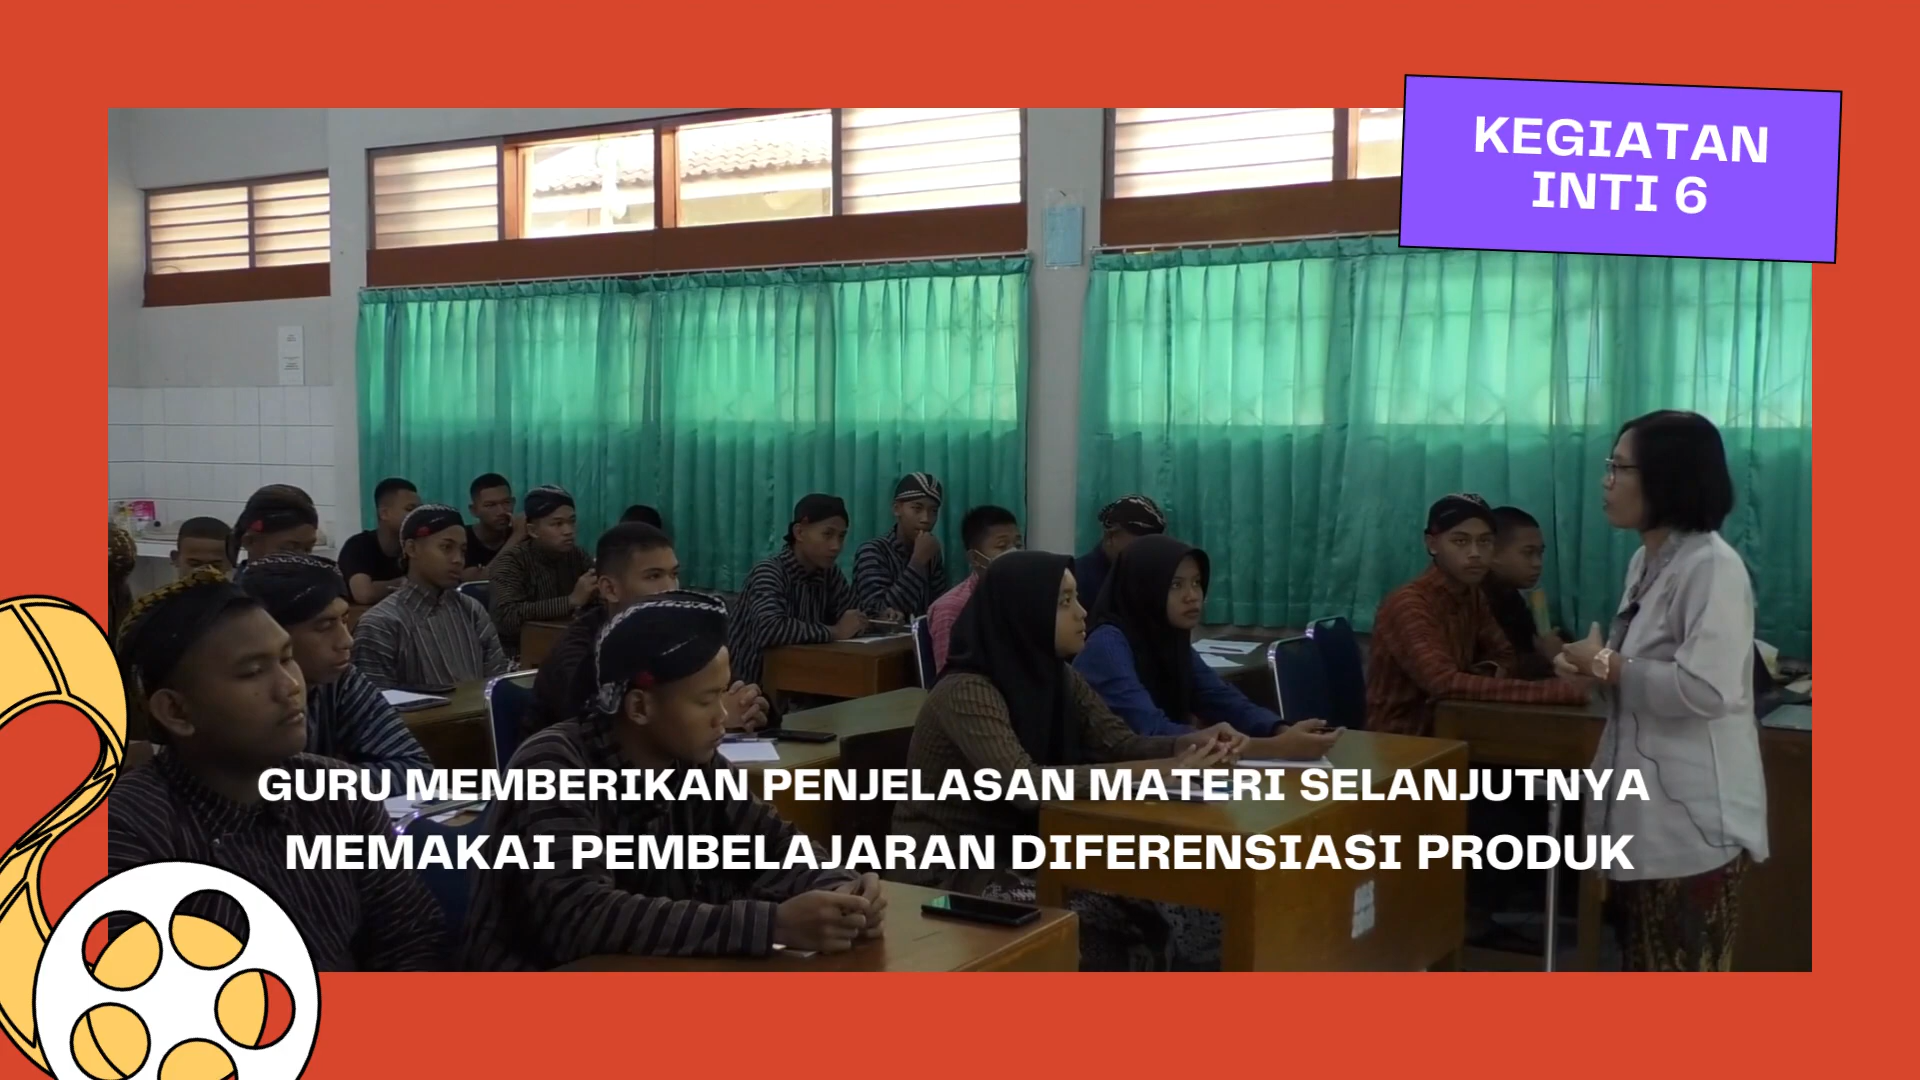 KEGIATAN
INTI 6
GURU MEMBERIKAN PENJELASAN MATERI SELANJUTNYA
MEMAKAI PEMBELAJARAN DIFERENSIASI PRODUK